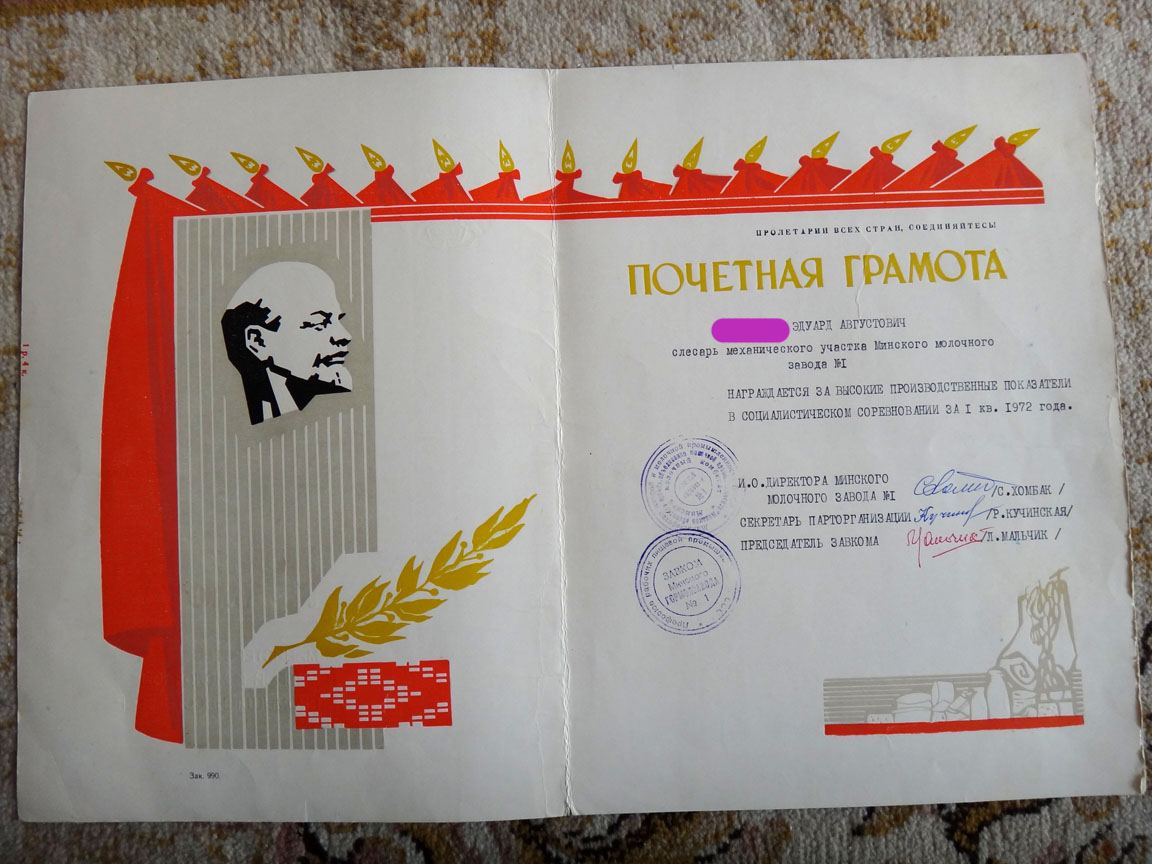 ПРОЛЕТАРИИ ВСЕХ СТРАН, СОЕДИНЯЙТЕСЬ!
ПОЧЕТНАЯ ГРАМОТА
ЭДУАРД АВГУСТОВИЧ
слесарь механического участка Минского молочного
завода №I
НАГРАЖДАЕТСЯ ЗА ВЫСОКИЕ ПРОИЗВОДСТВЕННЫЕ ПОКАЗАТЕЛИ
В СОЦИАЛИСТИЧЕСКОМ СОРЕВНОВАНИИ ЗА I кв. 1972 года.
И.О.ДИРЕКТОРА МИНСКОГО
МОЛОЧНОГО ЗАВОДА №I /С.ХОМБАК /
СЕКРЕТАРЬ ПАРТОРГАНИЗАЦИИ /Р.КУЧИНСКАЯ/
ПРЕДСЕДАТЕЛЬ ЗАВКОМА /Л.МАЛЬЧИК /
ЗАВКОМ
Минского
ГОРМОЛЗАВОДА
№ 1
Зак. 990.